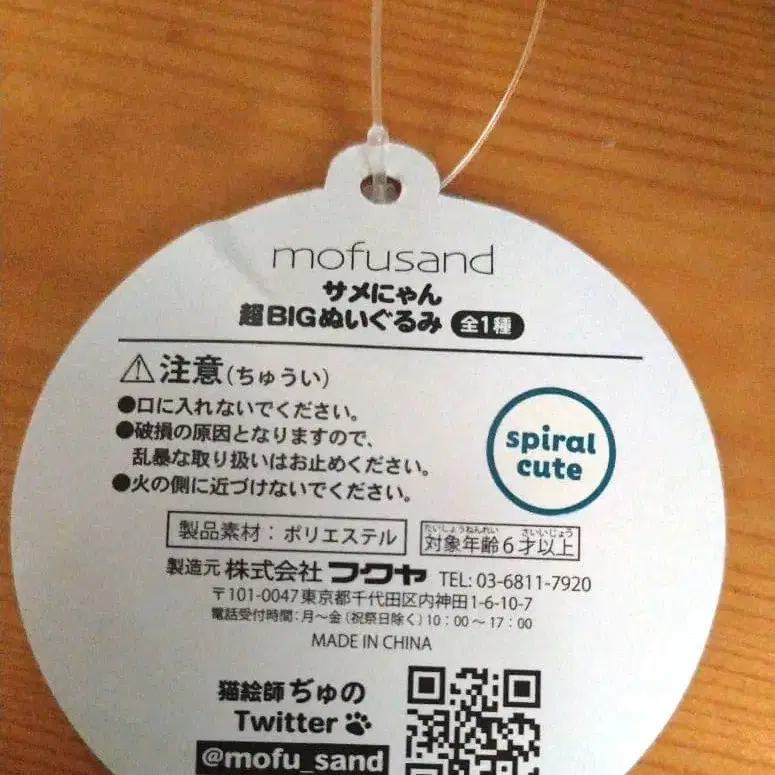 mofusand
サメにゃん
超BIGぬいぐるみ 全1種
⚠注意(ちゅうい)
●口に入れないでください。
●破損の原因となりますので、
乱暴な取り扱いはお止めください。
●火の側に近づけないでください。
spiral
cute
製品素材:ポリエステル
たいしょうねんれい さいいじょう
対象年齢6才以上
製造元 株式会社 フクヤ TEL: 03-6811-7920
〒101-0047 東京都千代田区内神田1-6-10-7
電話受付時間:月~金(祝祭日除く)10:00~17:00
MADE IN CHINA
猫絵師ぢゅの
Twitter
@mofu_sand